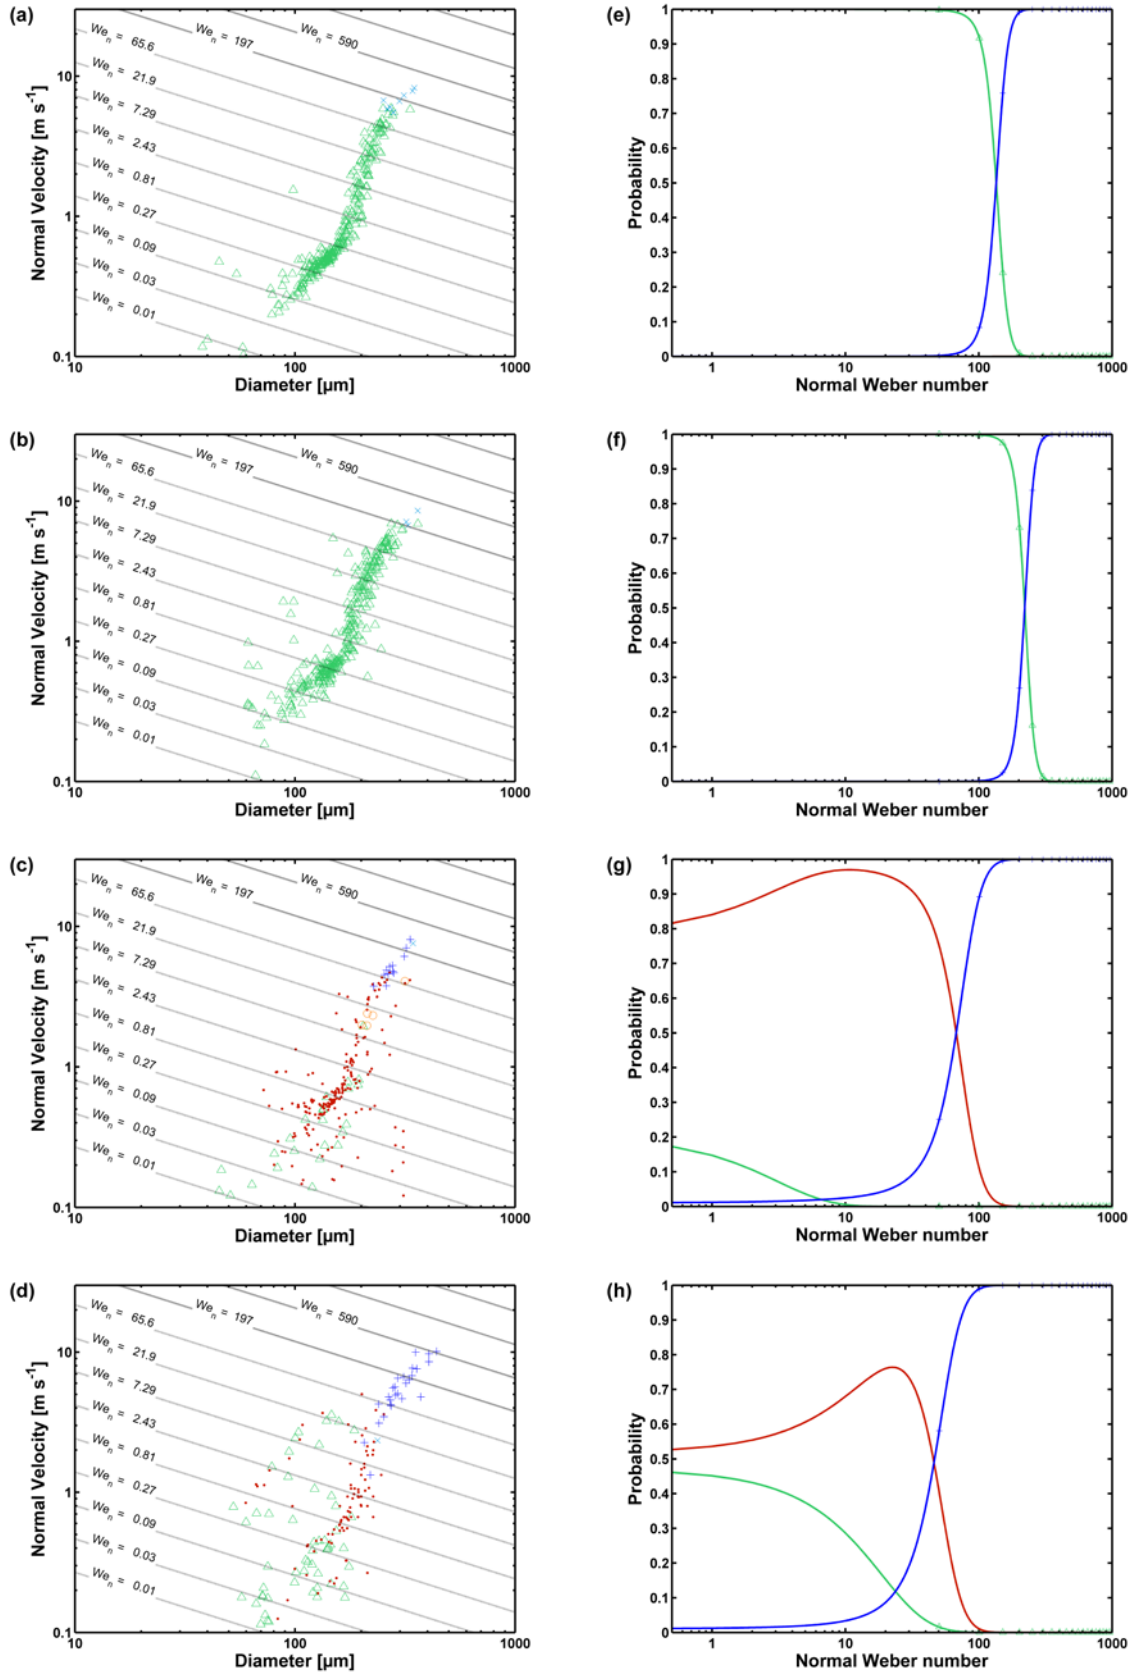 (a)
We_n = 65.6
We_n = 197
We_n = 590
We_n = 21.9
We_n = 7.29
We_n = 2.43
We_n = 0.81
We_n = 0.27
We_n = 0.09
We_n = 0.03
We_n = 0.01
10
1
0.1
Normal Velocity [m s⁻¹]
10
100
1000
Diameter [µm]
(e)
1
0.9
0.8
0.7
0.6
0.5
0.4
0.3
0.2
0.1
0
Probability
1
10
100
1000
Normal Weber number
(b)
We_n = 65.6
We_n = 197
We_n = 590
We_n = 21.9
We_n = 7.29
We_n = 2.43
We_n = 0.81
We_n = 0.27
We_n = 0.09
We_n = 0.03
We_n = 0.01
10
1
0.1
Normal Velocity [m s⁻¹]
10
100
1000
Diameter [µm]
(f)
1
0.9
0.8
0.7
0.6
0.5
0.4
0.3
0.2
0.1
0
Probability
1
10
100
1000
Normal Weber number
(c)
We_n = 65.6
We_n = 197
We_n = 590
We_n = 21.9
We_n = 7.29
We_n = 2.43
We_n = 0.81
We_n = 0.27
We_n = 0.09
We_n = 0.03
We_n = 0.01
10
1
0.1
Normal Velocity [m s⁻¹]
10
100
1000
Diameter [µm]
(g)
1
0.9
0.8
0.7
0.6
0.5
0.4
0.3
0.2
0.1
0
Probability
1
10
100
1000
Normal Weber number
(d)
We_n = 65.6
We_n = 197
We_n = 590
We_n = 21.9
We_n = 7.29
We_n = 2.43
We_n = 0.81
We_n = 0.27
We_n = 0.09
We_n = 0.03
We_n = 0.01
10
1
0.1
Normal Velocity [m s⁻¹]
10
100
1000
Diameter [µm]
(h)
1
0.9
0.8
0.7
0.6
0.5
0.4
0.3
0.2
0.1
0
Probability
1
10
100
1000
Normal Weber number